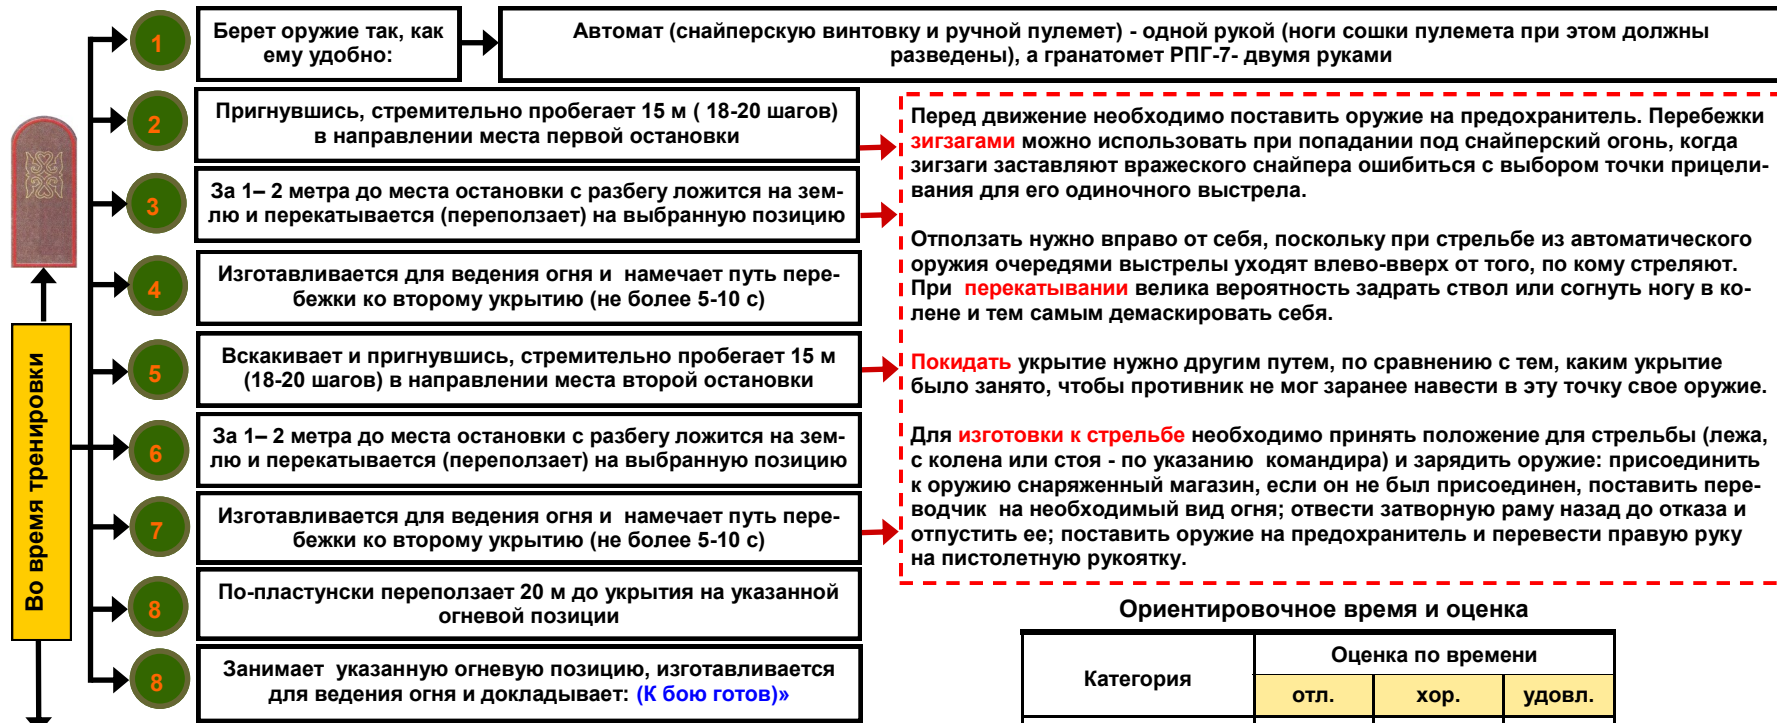 1
Берет оружие так, как
ему удобно:
Автомат (снайперскую винтовку и ручной пулемет) - одной рукой (ноги сошки пулемета при этом должны
разведены), а гранатомет РПГ-7- двумя руками
Во время тренировки
2
Пригнувшись, стремительно пробегает 15 м ( 18-20 шагов)
в направлении места первой остановки
3
За 1– 2 метра до места остановки с разбегу ложится на зем-
лю и перекатывается (переползает) на выбранную позицию
4
Изготавливается для ведения огня и намечает путь пере-
бежки ко второму укрытию (не более 5-10 с)
5
Вскакивает и пригнувшись, стремительно пробегает 15 м
(18-20 шагов) в направлении места второй остановки
6
За 1– 2 метра до места остановки с разбегу ложится на зем-
лю и перекатывается (переползает) на выбранную позицию
7
Изготавливается для ведения огня и намечает путь пере-
бежки ко второму укрытию (не более 5-10 с)
8
По-пластунски переползает 20 м до укрытия на указанной
огневой позиции
8
Занимает указанную огневую позицию, изготавливается
для ведения огня и докладывает: (К бою готов)»
Перед движение необходимо поставить оружие на предохранитель. Перебежки
зигзагами можно использовать при попадании под снайперский огонь, когда
зигзаги заставляют вражеского снайпера ошибиться с выбором точки прицели-
вания для его одиночного выстрела.
Отползать нужно вправо от себя, поскольку при стрельбе из автоматического
оружия очередями выстрелы уходят влево-вверх от того, по кому стреляют.
При перекатывании велика вероятность задрать ствол или согнуть ногу в ко-
лене и тем самым демаскировать себя.
Покидать укрытие нужно другим путем, по сравнению с тем, каким укрытие
было занято, чтобы противник не мог заранее навести в эту точку свое оружие.
Для изготовки к стрельбе необходимо принять положение для стрельбы (лежа,
с колена или стоя - по указанию командира) и зарядить оружие: присоединить
к оружию снаряженный магазин, если он не был присоединен, поставить пере-
водчик на необходимый вид огня; отвести затворную раму назад до отказа и
отпустить ее; поставить оружие на предохранитель и перевести правую руку
на пистолетную рукоятку.
Ориентировочное время и оценка
Категория
Оценка по времени
отл.
хор.
удовл.